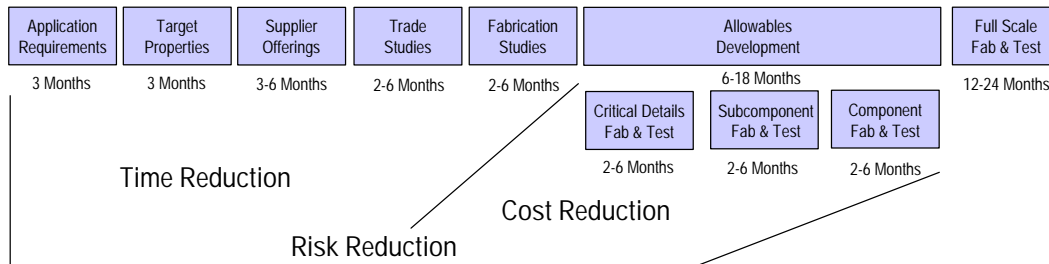 Application
Requirements
Target
Properties
Supplier
Offerings
Trade
Studies
Fabrication
Studies
Allowables
Development
Full Scale
Fab & Test
3 Months
3 Months
3-6 Months
2-6 Months
2-6 Months
6-18 Months
12-24 Months
Critical Details
Fab & Test
Subcomponent
Fab & Test
Component
Fab & Test
2-6 Months
2-6 Months
2-6 Months
Time Reduction
Cost Reduction
Risk Reduction